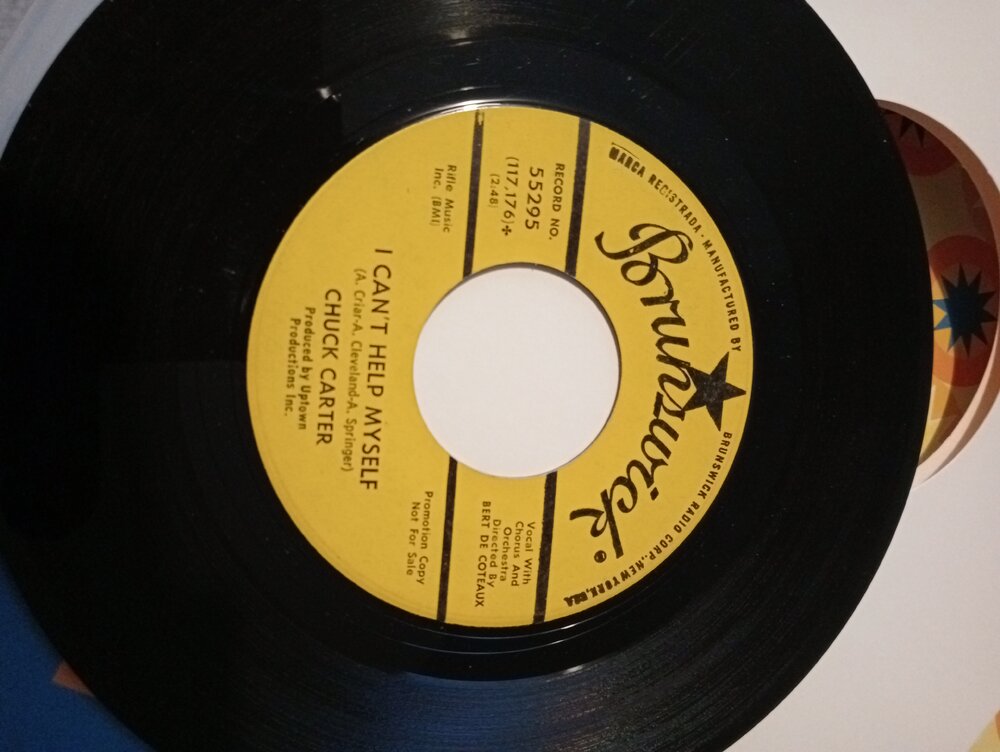 MARCA REGISTRADA · MANUFACTURED BY BRUNSWICK RADIO CORP., NEW YORK, USA
Brunswick
RECORD NO.
55295
(117,176)✢
(2:48)
Vocal With
Chorus And
Orchestra
Directed By
BERT DE COTEAUX
Rifle Music
Inc. (BMI)
Promotion Copy
Not For Sale
I CAN'T HELP MYSELF
(A. Criar-A. Cleveland-A. Springer)
CHUCK CARTER
Produced by Uptown
Productions Inc.